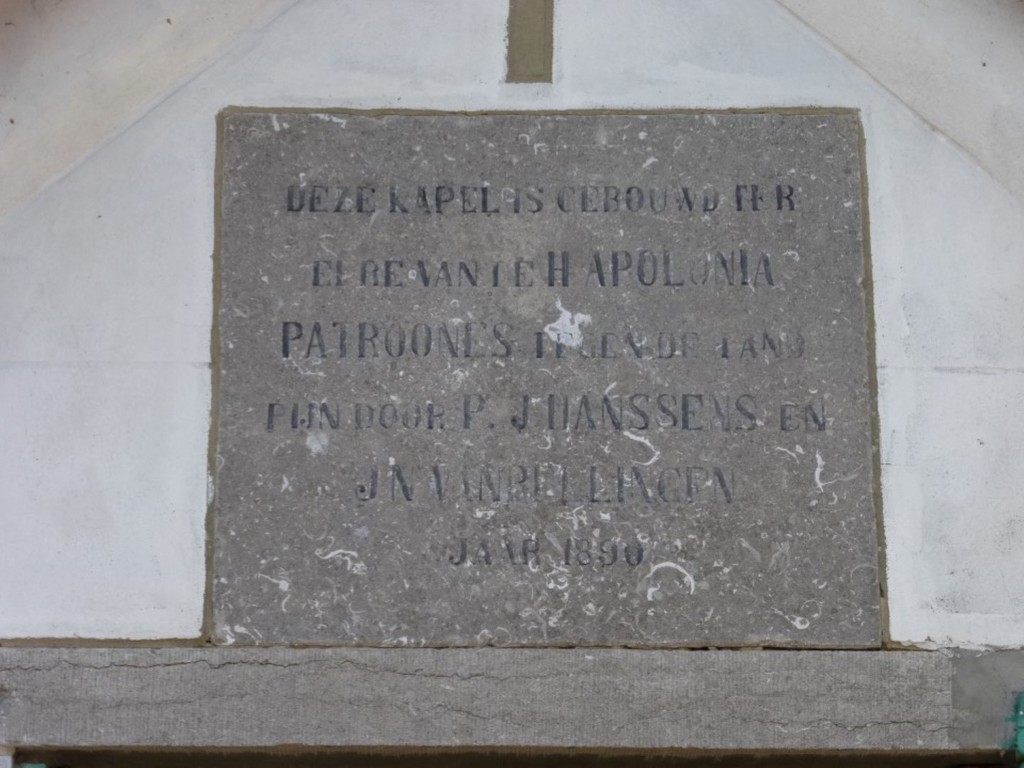 DEZE KAPEL IS GEBOUWD TER
EERE VAN DE H APOLONIA
PATROONES TEGEN DE TAND
PIJN DOOR P. J HANSSENS EN
J N VANBELLINGEN
JAAR 1890